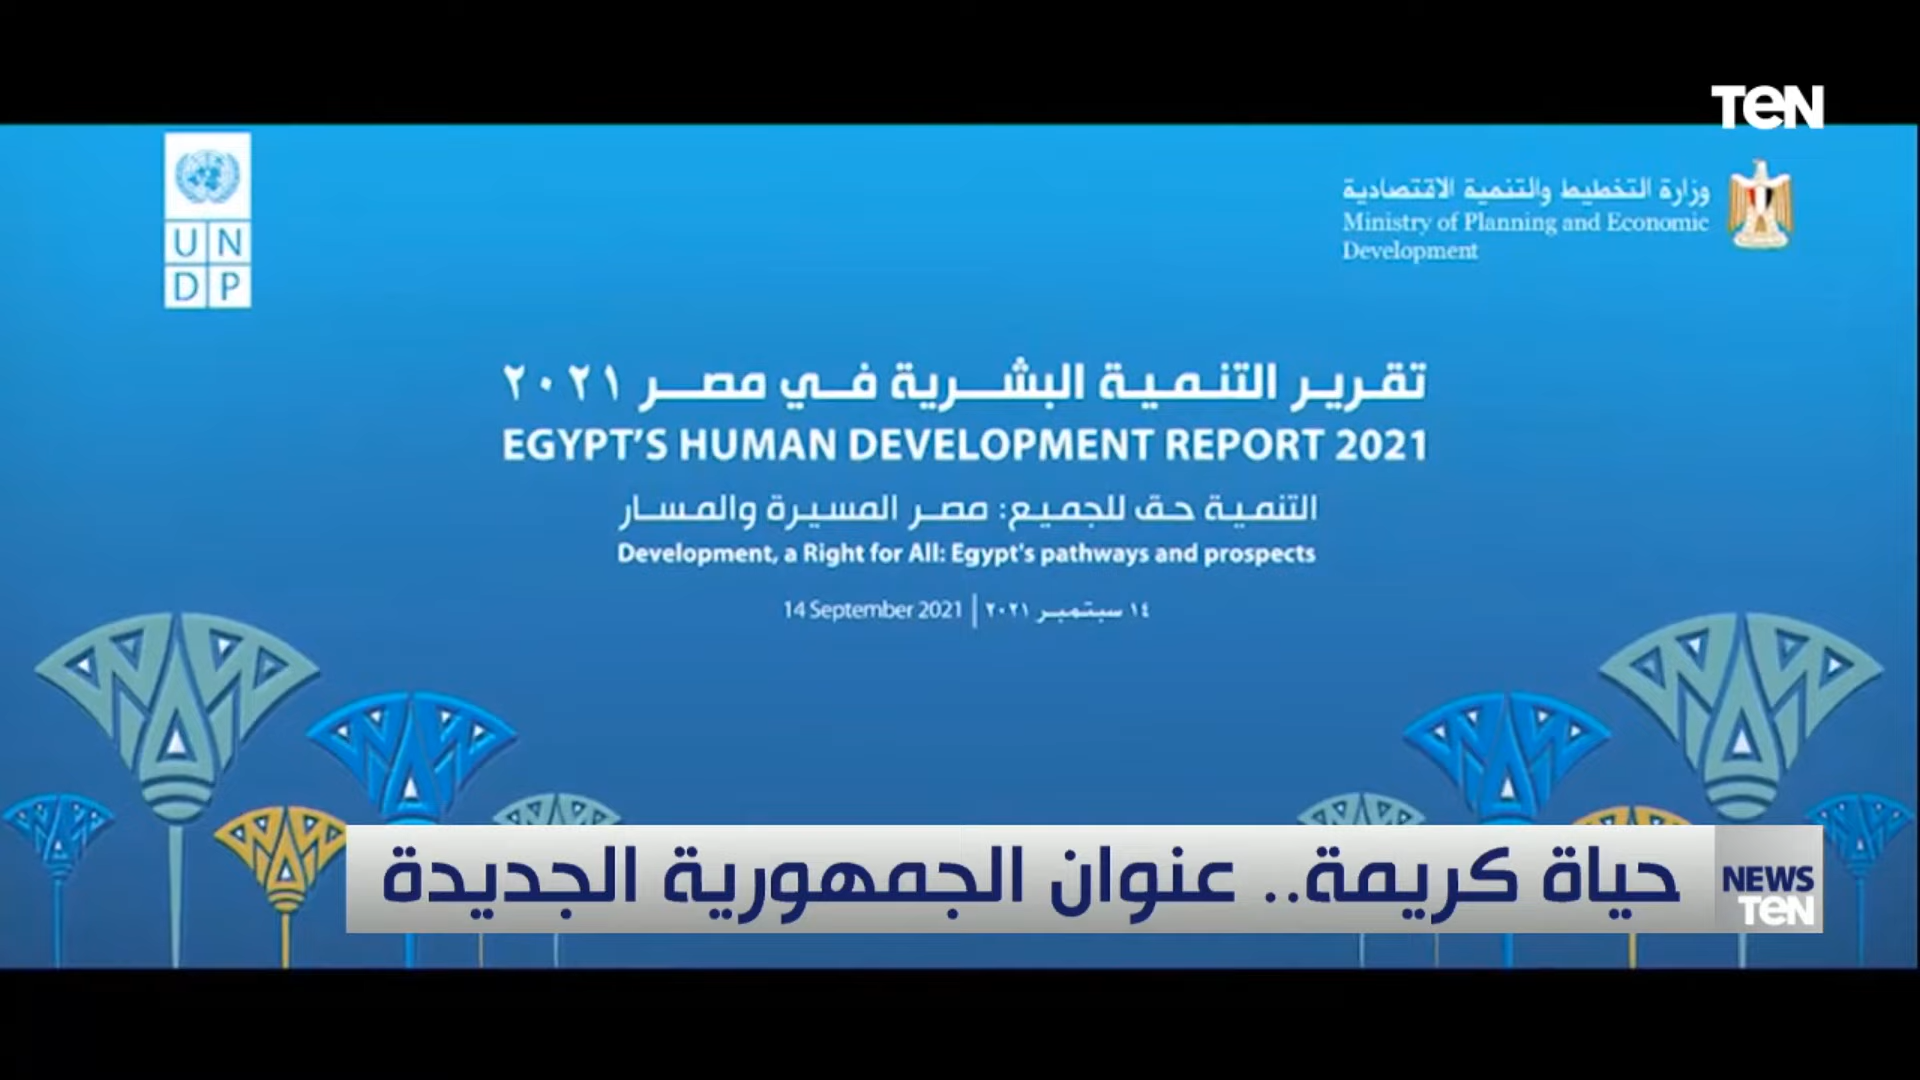 TEN
UN
DP
وزارة التخطيط والتنمية الاقتصادية
Ministry of Planning and Economic
Development
تقرير التنمية البشرية في مصر ٢٠٢١
EGYPT'S HUMAN DEVELOPMENT REPORT 2021
التنمية حق للجميع: مصر المسيرة والمسار
Development, a Right for All: Egypt's pathways and prospects
14 September 2021 | ١٤ سبتمبر ٢٠٢١
حياة كريمة.. عنوان الجمهورية الجديدة
NEWS
TEN